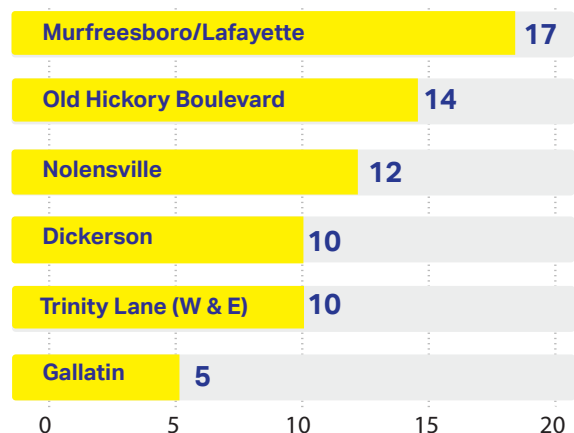 Murfreesboro/Lafayette 17
Old Hickory Boulevard 14
Nolensville 12
Dickerson 10
Trinity Lane (W & E) 10
Gallatin 5
0 5 10 15 20